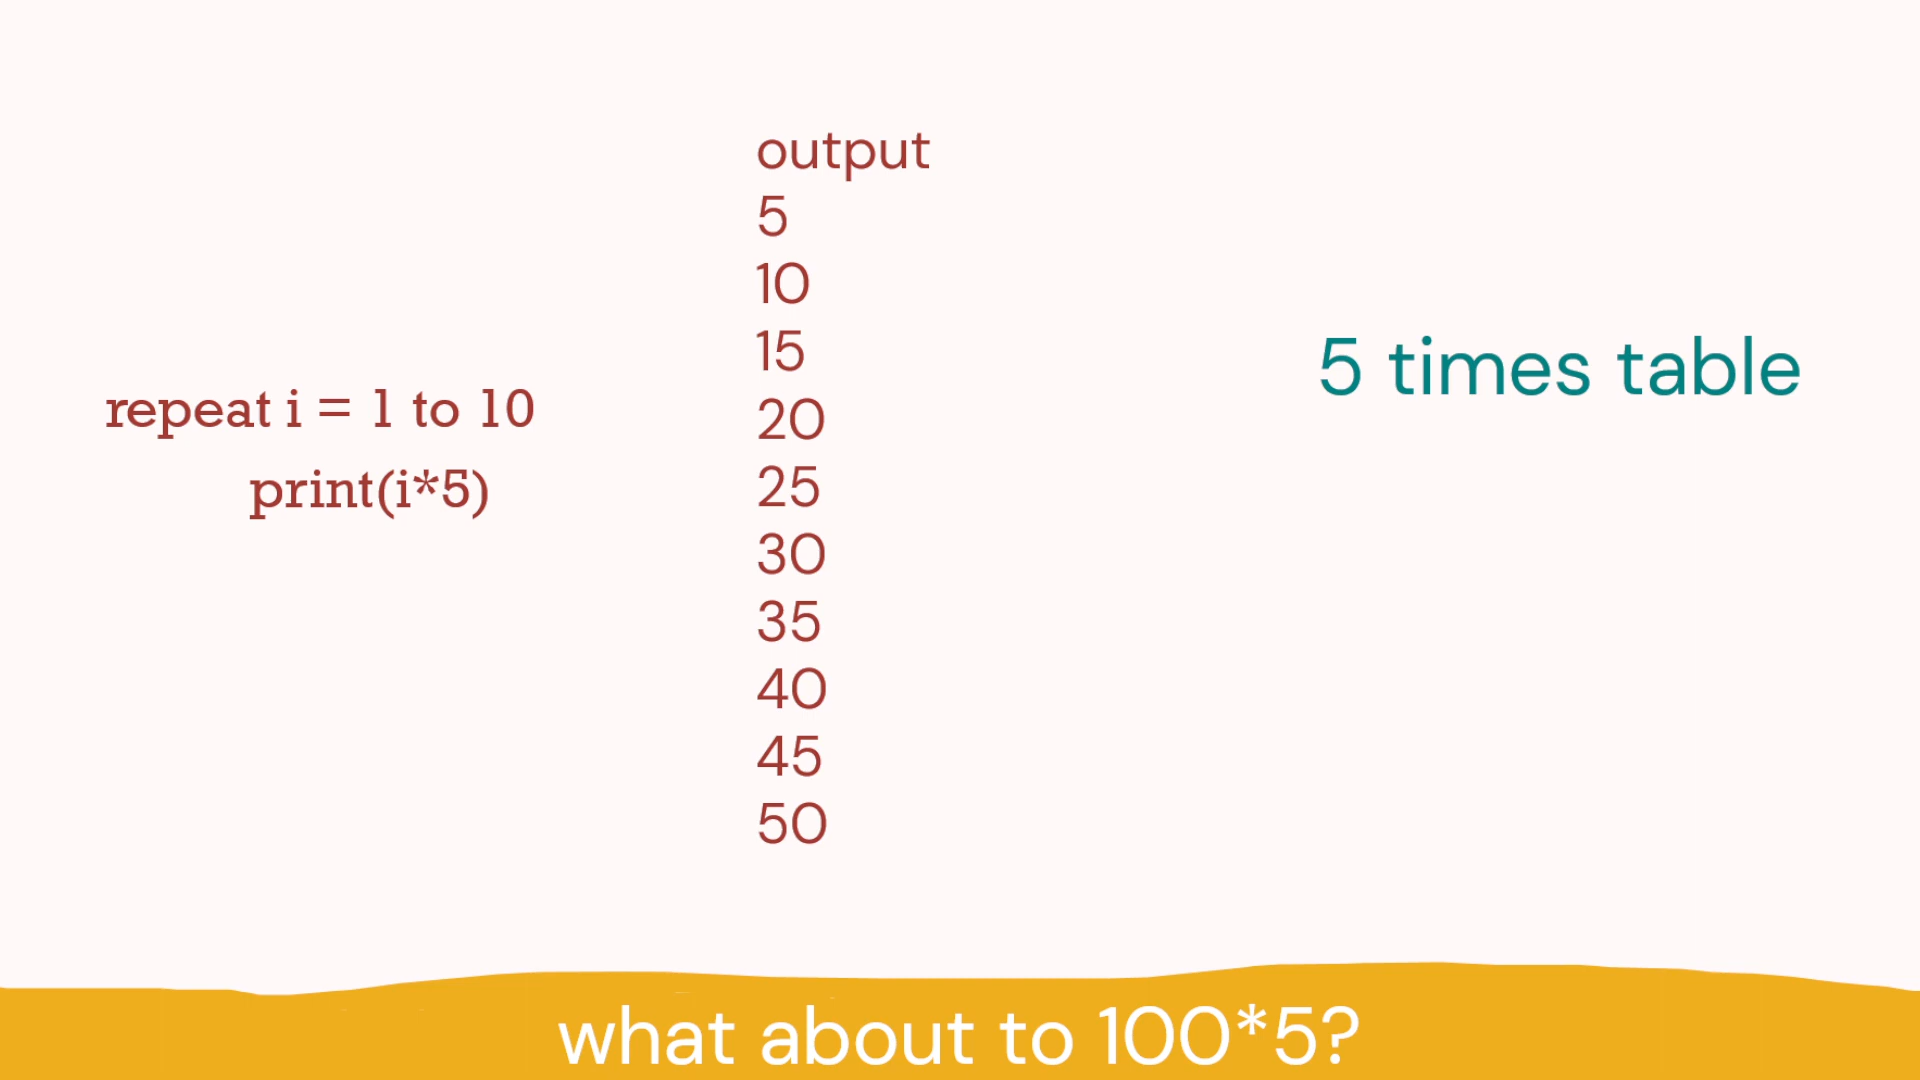 repeat i = 1 to 10
print(i*5)
output
5
10
15
20
25
30
35
40
45
50
5 times table
what about to 100*5?